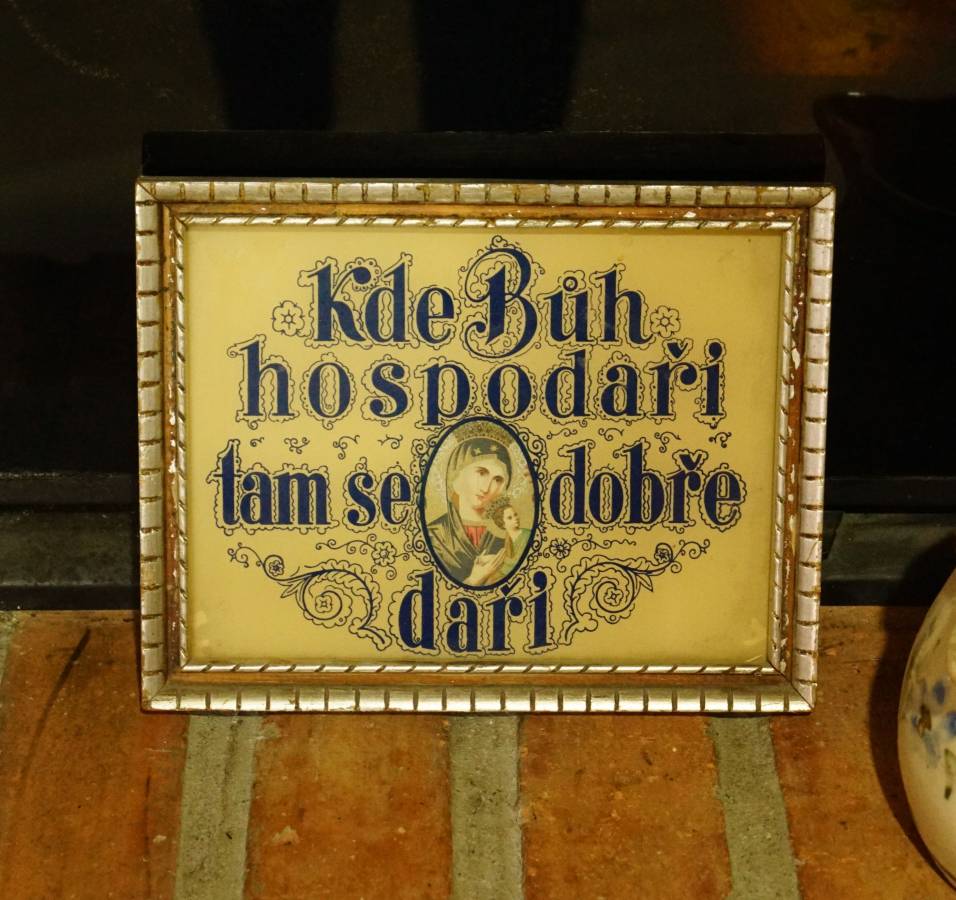 Kde Bůh
hospodaří
tam se dobře
daří